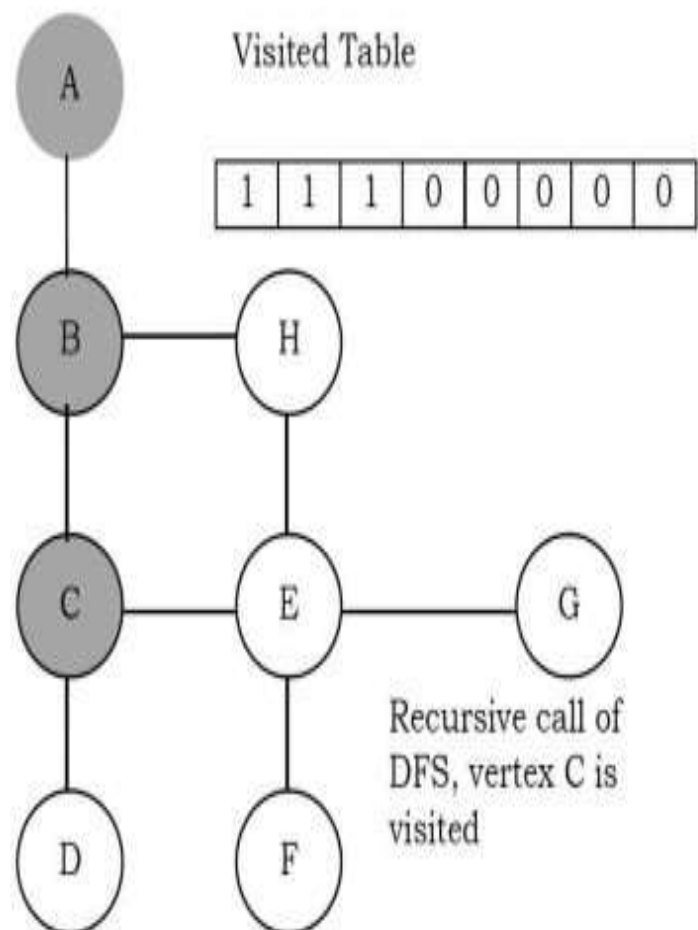 A
Visited Table
1 1 1 0 0 0 0 0
B H
C E G
Recursive call of
DFS, vertex C is
visited
D F